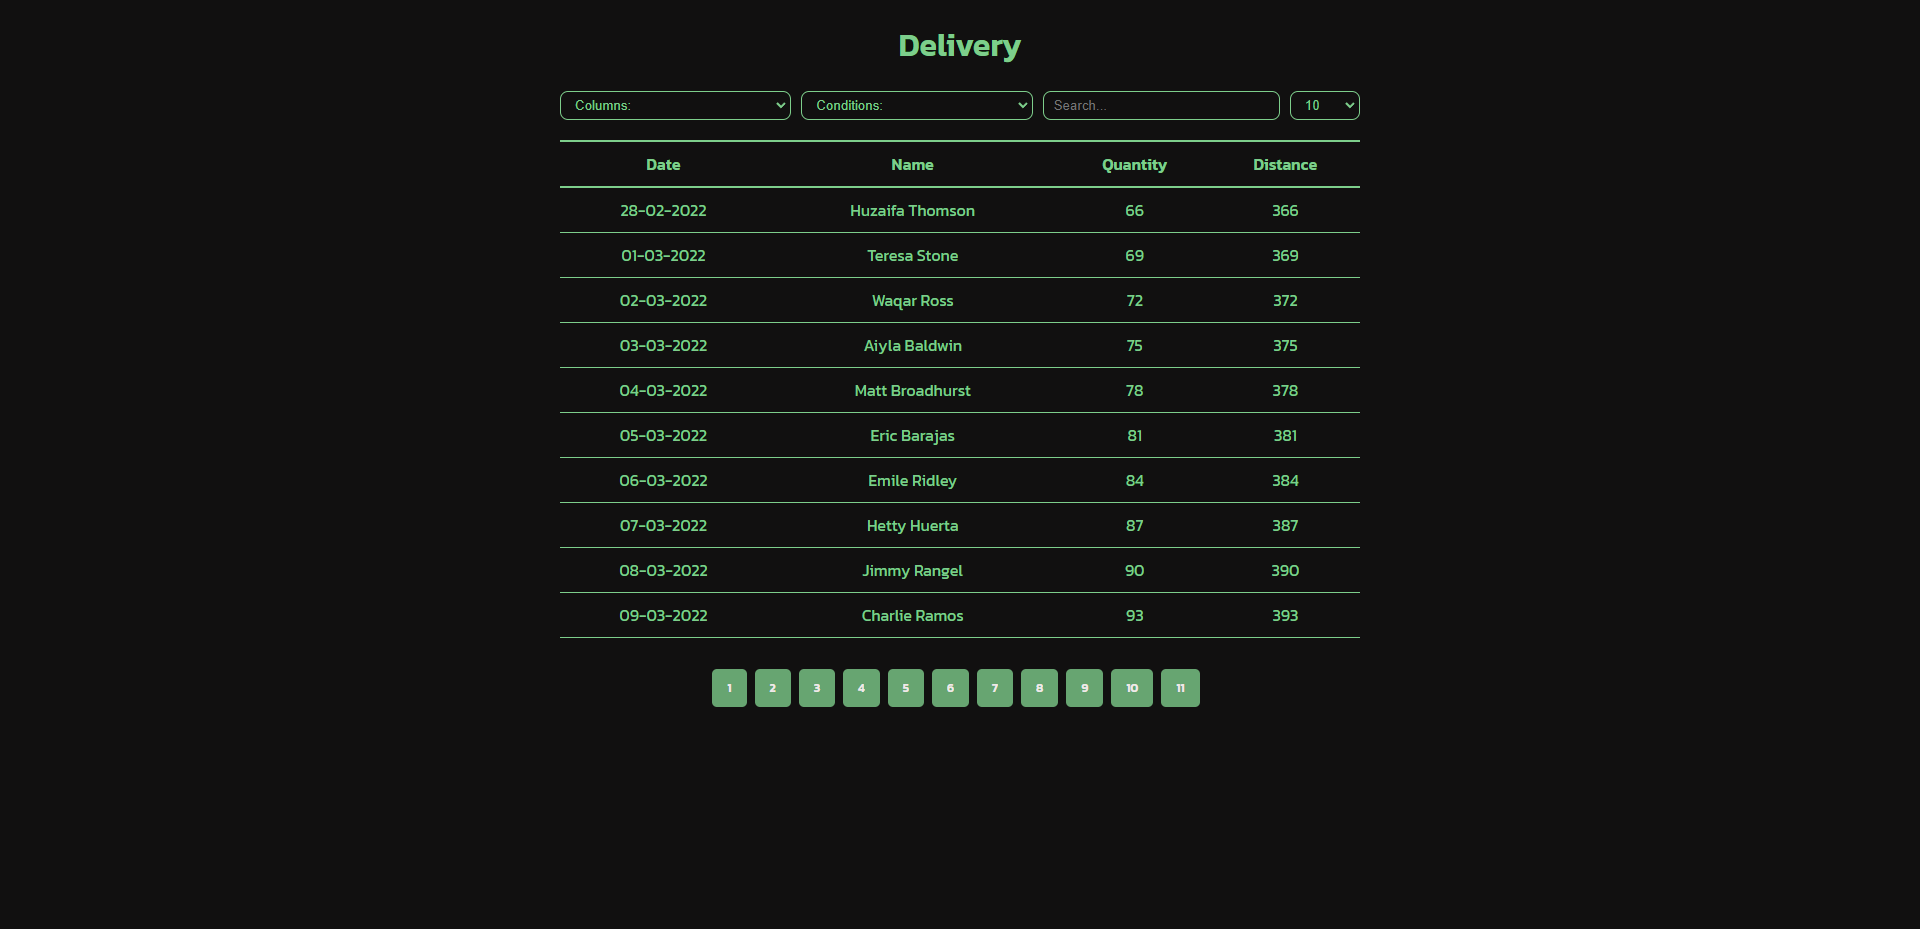 Delivery
Columns: Conditions: Search... 10
Date Name Quantity Distance
28-02-2022 Huzaifa Thomson 66 366
01-03-2022 Teresa Stone 69 369
02-03-2022 Waqar Ross 72 372
03-03-2022 Aiyla Baldwin 75 375
04-03-2022 Matt Broadhurst 78 378
05-03-2022 Eric Barajas 81 381
06-03-2022 Emile Ridley 84 384
07-03-2022 Hetty Huerta 87 387
08-03-2022 Jimmy Rangel 90 390
09-03-2022 Charlie Ramos 93 393
1 2 3 4 5 6 7 8 9 10 11